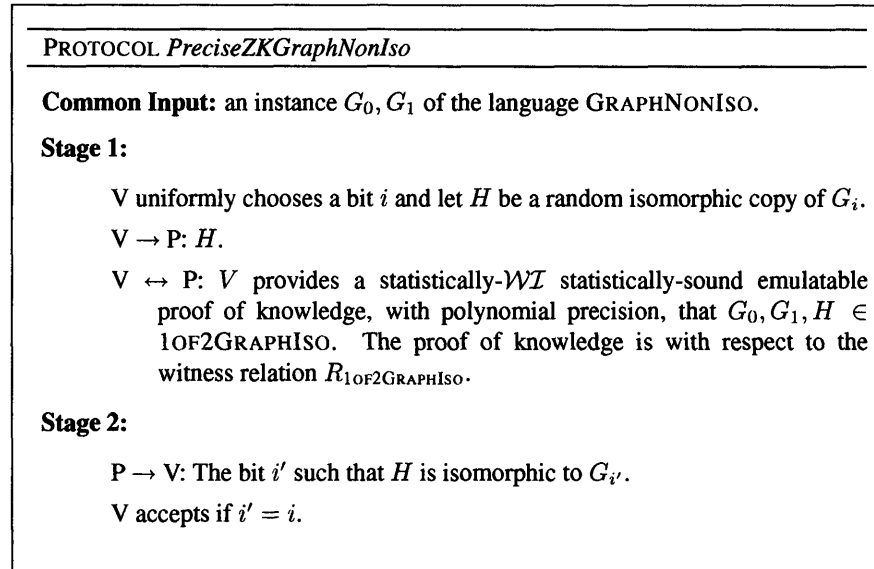 PROTOCOL PreciseZKGraphNonIso
Common Input: an instance G₀, G₁ of the language GRAPHNONISO.
Stage 1:
V uniformly chooses a bit i and let H be a random isomorphic copy of Gᵢ.
V → P: H.
V ↔ P: V provides a statistically-𝒲ℐ statistically-sound emulatable
proof of knowledge, with polynomial precision, that G₀, G₁, H ∈
1OF2GRAPHISO. The proof of knowledge is with respect to the
witness relation R₁OF2GRAPHISO.
Stage 2:
P → V: The bit i′ such that H is isomorphic to Gᵢ′.
V accepts if i′ = i.